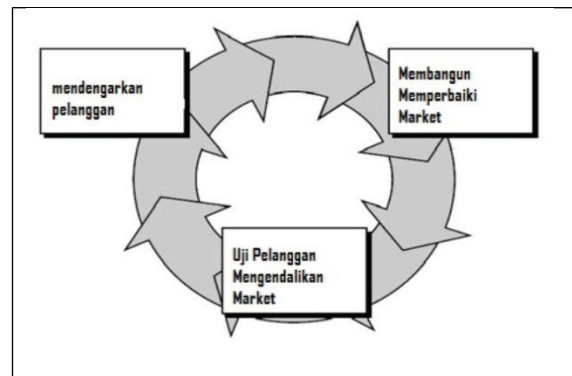 mendengarkan
pelanggan
Membangun
Memperbaiki
Market
Uji Pelanggan
Mengendalikan
Market